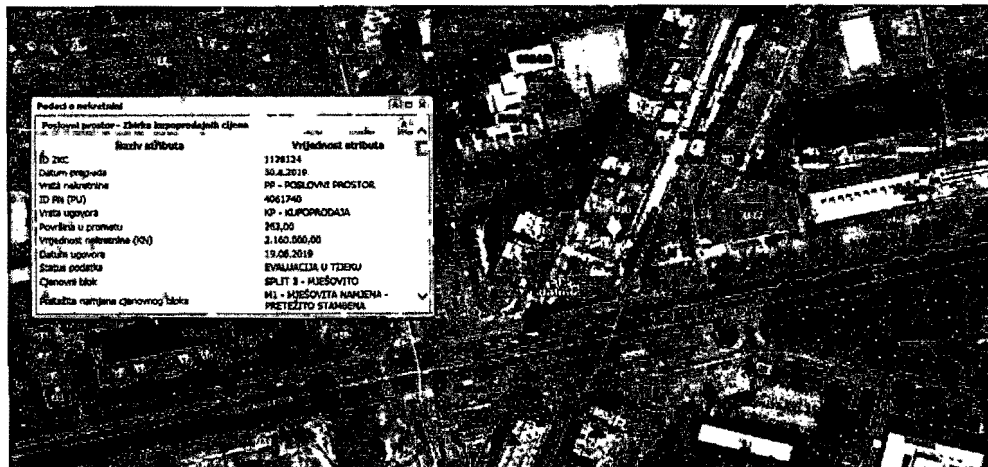 Podaci o nekretnini
Poslovni prostor - Zbirka kupoprodajnih cijena
Naziv atributa Vrijednost atributa
ID ZKC 1128124
Datum pregleda 30.8.2019.
Vrsta nekretnine PP - POSLOVNI PROSTOR
ID PN (PU) 4061740
Vrsta ugovora KP - KUPOPRODAJA
Površina u prometu 263,00
Vrijednost nekretnine (KN) 2.160.000,00
Datum ugovora 19.08.2019
Status podatka EVALUACIJA U TIJEKU
Cjenovni blok SPLIT 3 - MJEŠOVITO
Pretežita namjena cjenovnog bloka M1 - MJEŠOVITA NAMJENA -
PRETEŽITO STAMBENA